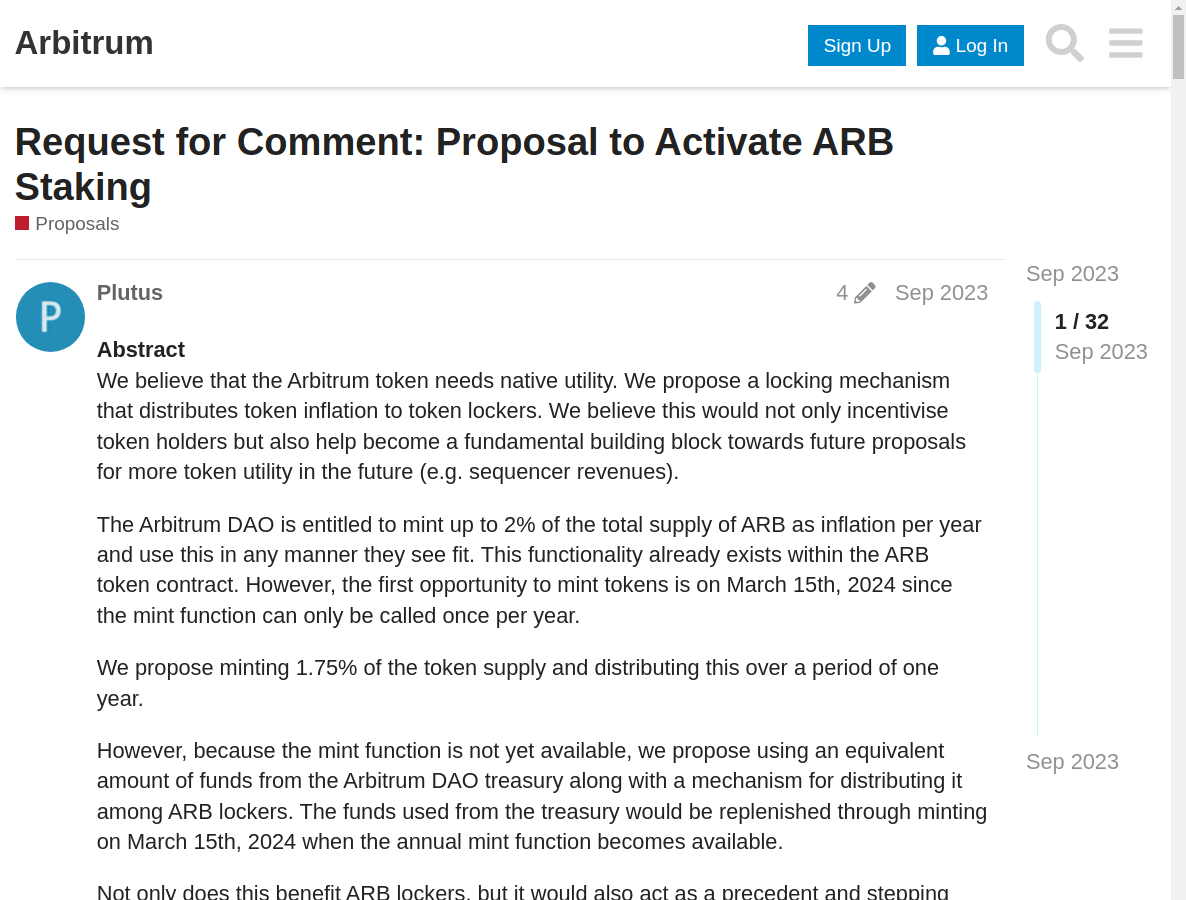 Arbitrum
Sign Up
Log In
Request for Comment: Proposal to Activate ARB
Staking
Proposals
P
Plutus
4
Sep 2023
Abstract
We believe that the Arbitrum token needs native utility. We propose a locking mechanism
that distributes token inflation to token lockers. We believe this would not only incentivise
token holders but also help become a fundamental building block towards future proposals
for more token utility in the future (e.g. sequencer revenues).
The Arbitrum DAO is entitled to mint up to 2% of the total supply of ARB as inflation per year
and use this in any manner they see fit. This functionality already exists within the ARB
token contract. However, the first opportunity to mint tokens is on March 15th, 2024 since
the mint function can only be called once per year.
We propose minting 1.75% of the token supply and distributing this over a period of one
year.
However, because the mint function is not yet available, we propose using an equivalent
amount of funds from the Arbitrum DAO treasury along with a mechanism for distributing it
among ARB lockers. The funds used from the treasury would be replenished through minting
on March 15th, 2024 when the annual mint function becomes available.
Not only does this benefit ARB lockers, but it would also act as a precedent and stepping
Sep 2023
1 / 32
Sep 2023
Sep 2023